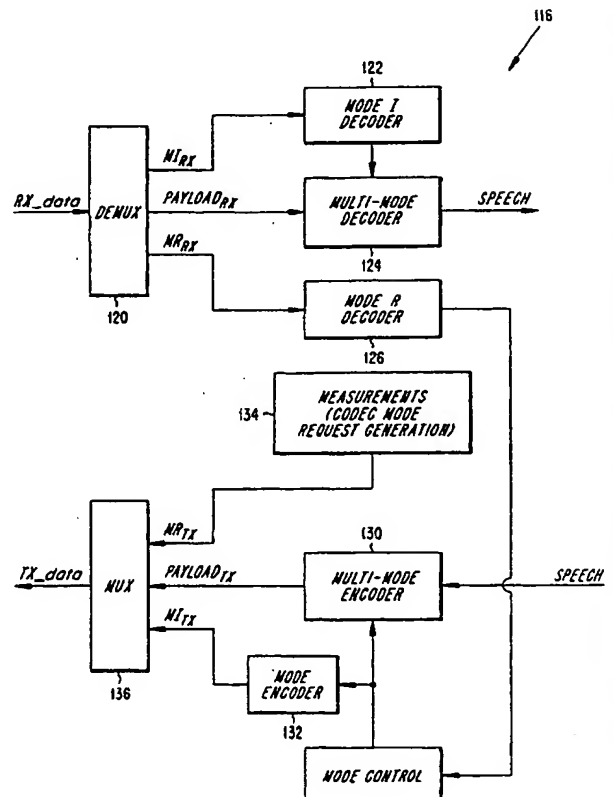 116
122
MODE I
DECODER
MI_RX
RX_data
DEMUX
PAYLOAD_RX
MULTI-MODE
DECODER
SPEECH
MR_RX
124
120
MODE R
DECODER
126
134
MEASUREMENTS
(CODEC MODE
REQUEST GENERATION)
MR_TX
130
TX_data
MUX
PAYLOAD_TX
MULTI-MODE
ENCODER
SPEECH
MI_TX
136
MODE
ENCODER
132
MODE CONTROL